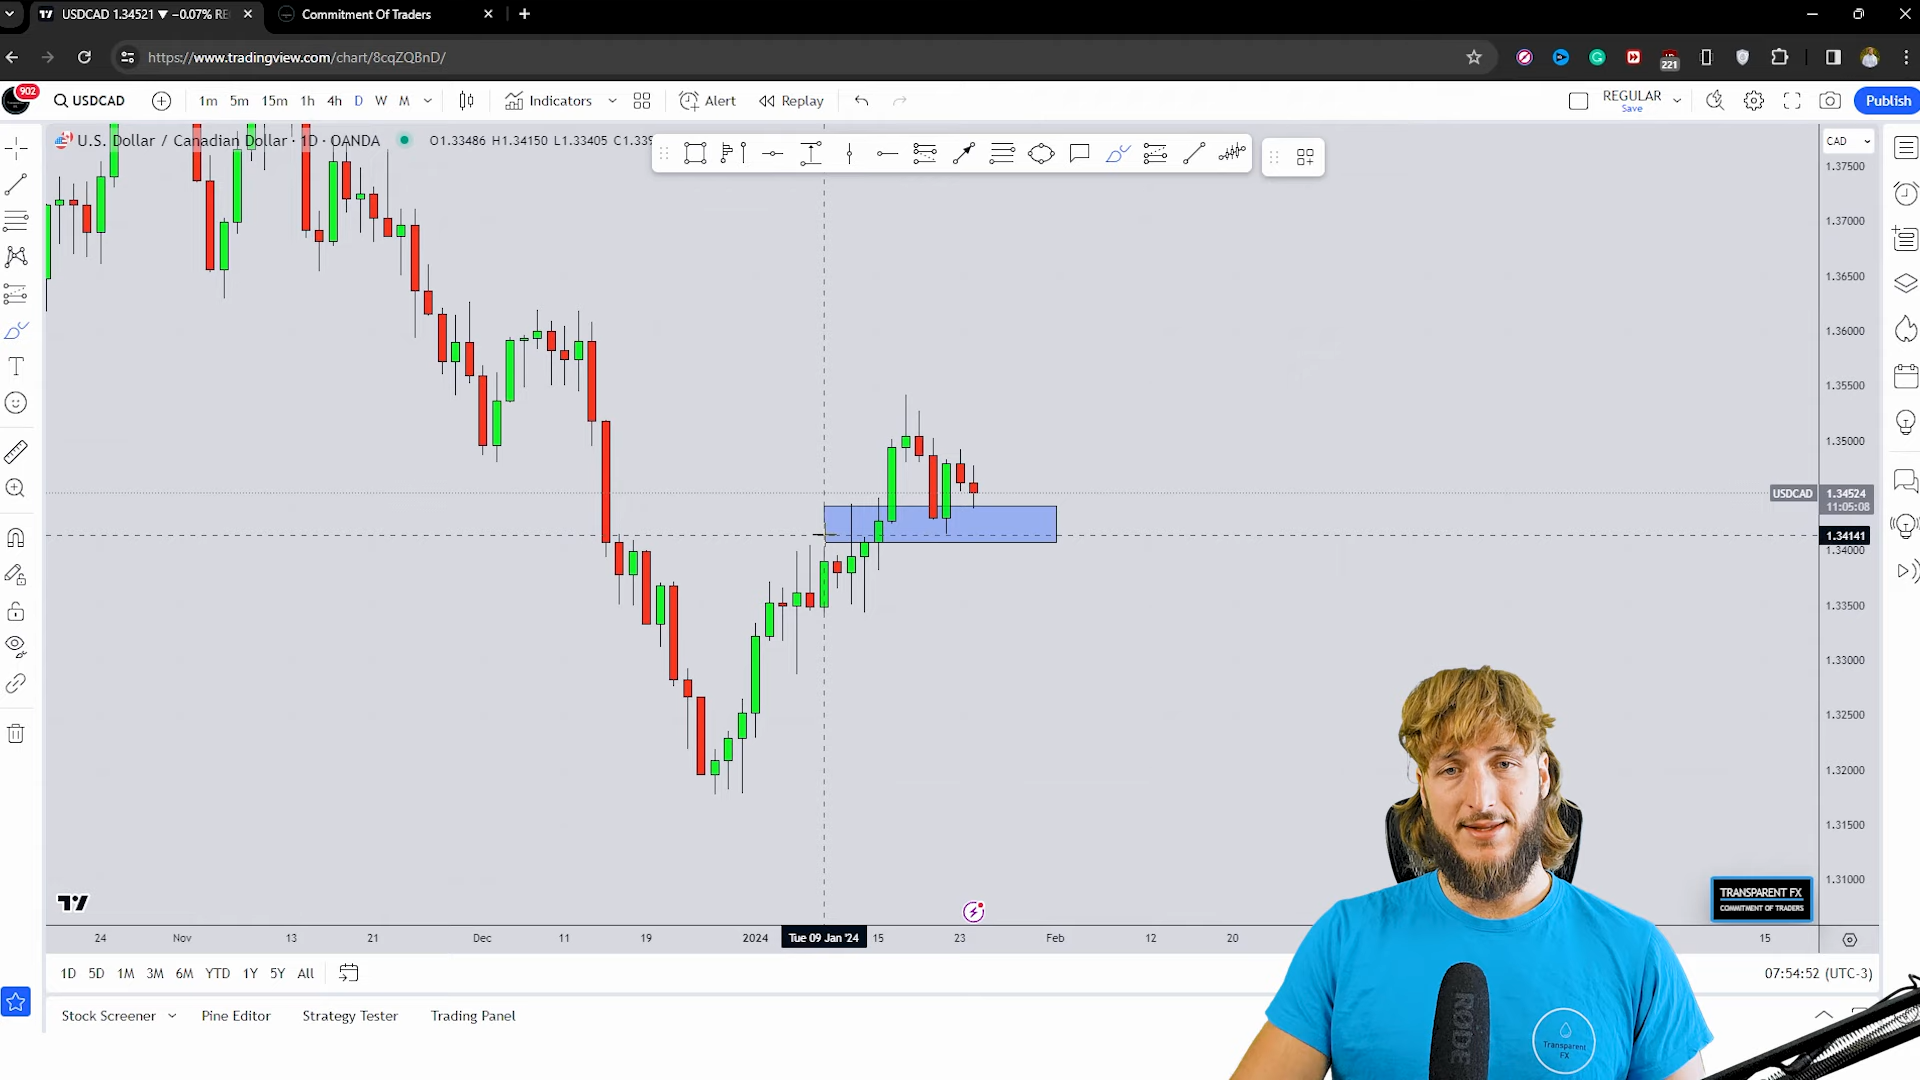 USDCAD 1.34521 ▼ −0.07% RE
Commitment Of Traders
https://www.tradingview.com/chart/8cqZQBnD/
221
902
USDCAD
1m 5m 15m 1h 4h D W M
Indicators
Alert
Replay
REGULAR
Save
Publish
U.S. Dollar / Canadian Dollar · 1D · OANDA
O1.33486 H1.34150 L1.33405
CAD
1.37500
1.37000
1.36500
1.36000
1.35500
1.35000
USDCAD 1.34524
11:05:08
1.34141
1.34000
1.33500
1.33000
1.32500
1.32000
1.31500
1.31000
TRANSPARENT FX
COMMITMENT OF TRADERS
24 Nov 13 21 Dec 11 19 2024 Tue 09 Jan '24 15 23 Feb 12 20 15
1D 5D 1M 3M 6M YTD 1Y 5Y All
07:54:52 (UTC-3)
Stock Screener Pine Editor Strategy Tester Trading Panel
RØDE
Transparent
FX